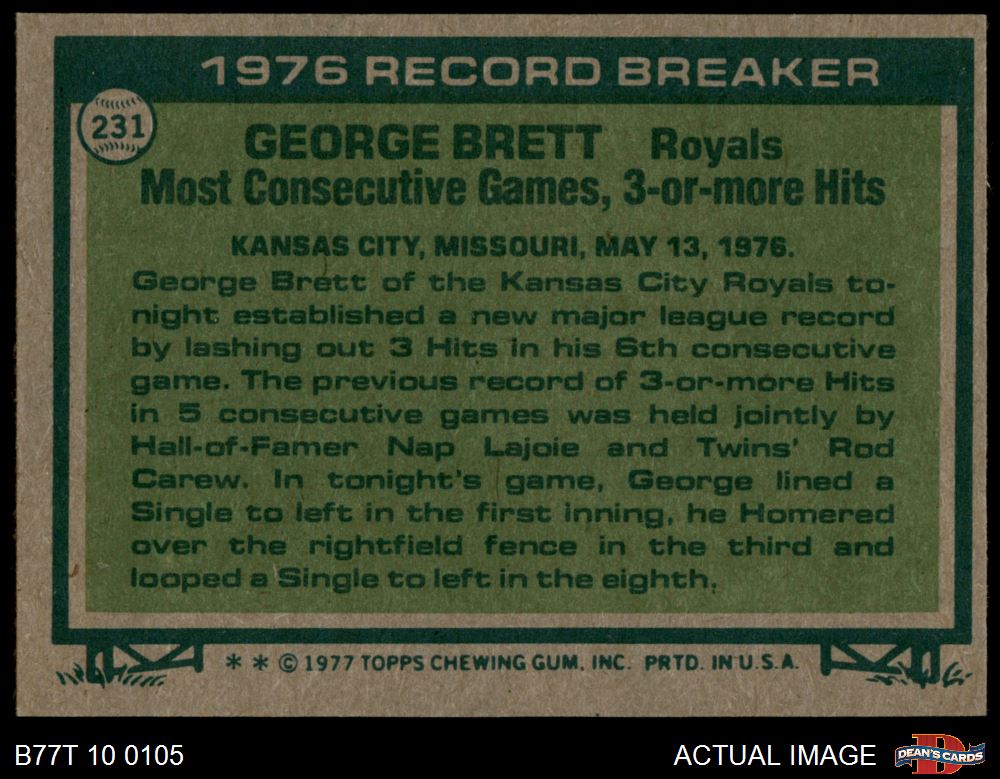 1976 RECORD BREAKER
231
GEORGE BRETT Royals
Most Consecutive Games, 3-or-more Hits
KANSAS CITY, MISSOURI, MAY 13, 1976.
George Brett of the Kansas City Royals to-
night established a new major league record
by lashing out 3 Hits in his 6th consecutive
game. The previous record of 3-or-more Hits
in 5 consecutive games was held jointly by
Hall-of-Famer Nap Lajoie and Twins' Rod
Carew. In tonight's game, George lined a
Single to left in the first inning, he Homered
over the rightfield fence in the third and
looped a Single to left in the eighth.
* * © 1977 TOPPS CHEWING GUM, INC. PRTD. IN U.S.A.
B77T 10 0105
ACTUAL IMAGE
DEAN'S CARDS